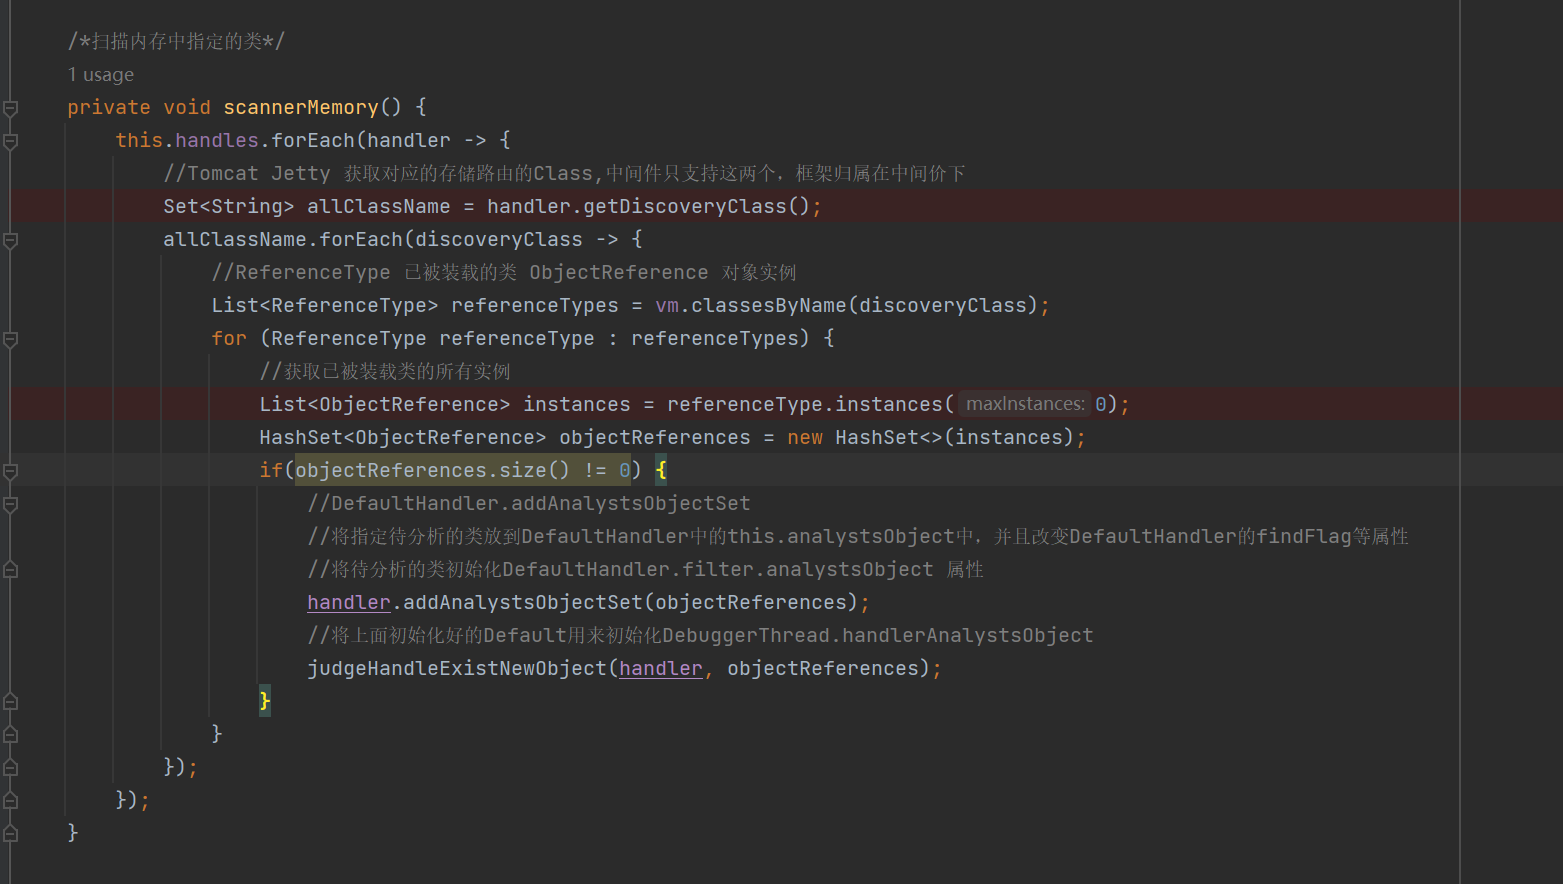 /*扫描内存中指定的类*/
1 usage
private void scannerMemory() {
this.handles.forEach(handler -> {
//Tomcat Jetty 获取对应的存储路由的Class,中间件只支持这两个，框架归属在中间价下
Set<String> allClassName = handler.getDiscoveryClass();
allClassName.forEach(discoveryClass -> {
//ReferenceType 已被装载的类 ObjectReference 对象实例
List<ReferenceType> referenceTypes = vm.classesByName(discoveryClass);
for (ReferenceType referenceType : referenceTypes) {
//获取已被装载类的所有实例
List<ObjectReference> instances = referenceType.instances( maxInstances: 0);
HashSet<ObjectReference> objectReferences = new HashSet<>(instances);
if(objectReferences.size() != 0) {
//DefaultHandler.addAnalystsObjectSet
//将指定待分析的类放到DefaultHandler中的this.analystsObject中，并且改变DefaultHandler的findFlag等属性
//将待分析的类初始化DefaultHandler.filter.analystsObject 属性
handler.addAnalystsObjectSet(objectReferences);
//将上面初始化好的Default用来初始化DebuggerThread.handlerAnalystsObject
judgeHandleExistNewObject(handler, objectReferences);
}
}
});
});
}